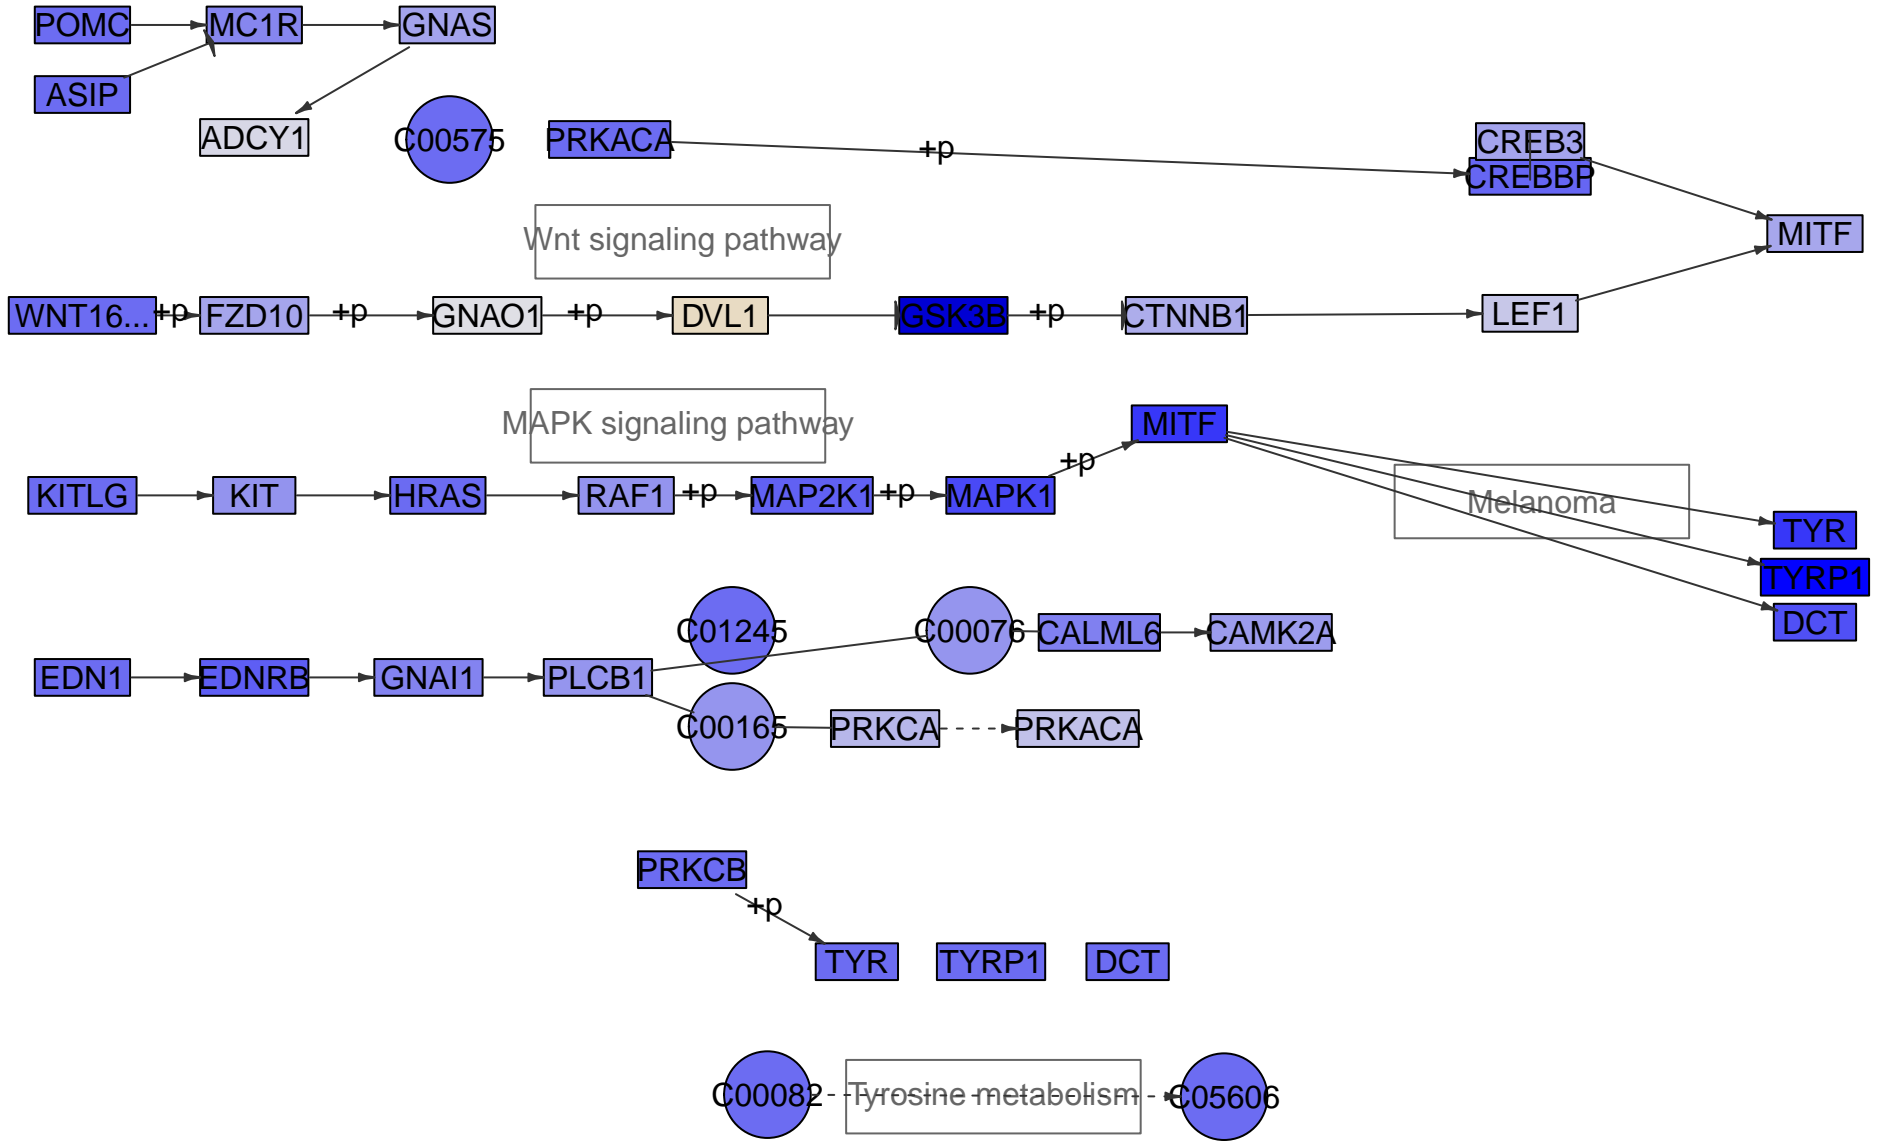 POMC
MC1R
GNAS
ASIP
ADCY1
C00575
PRKACA
+p
CREB3
CREBBP
Wnt signaling pathway
MITF
WNT16...
+p
FZD10
+p
GNAO1
+p
DVL1
GSK3B
+p
CTNNB1
LEF1
MAPK signaling pathway
MITF
+p
KITLG
KIT
HRAS
RAF1
+p
MAP2K1
+p
MAPK1
Melanoma
TYR
TYRP1
DCT
C01245
C00076
CALML6
CAMK2A
EDN1
EDNRB
GNAI1
PLCB1
C00165
PRKCA
PRKACA
PRKCB
+p
TYR
TYRP1
DCT
C00082
Tyrosine metabolism
C05606